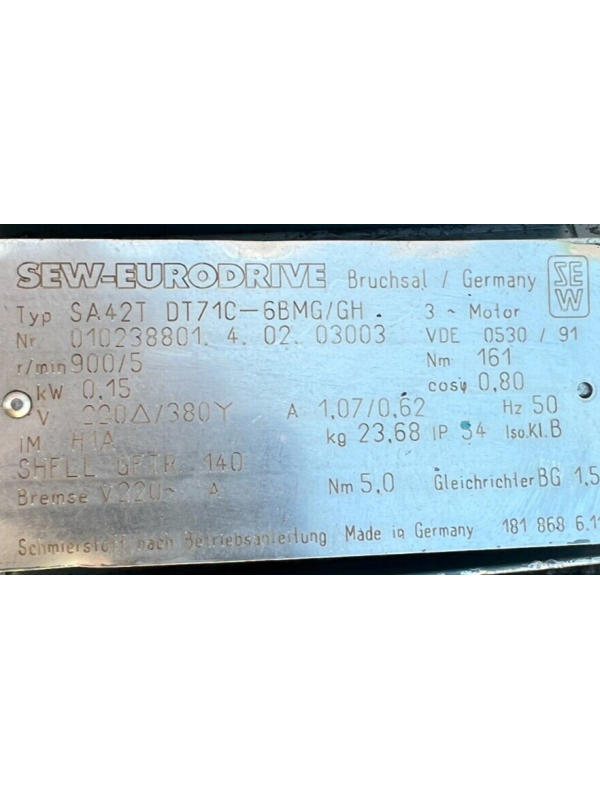 SEW-EURODRIVE Bruchsal / Germany SEW
Typ SA42T DT71C-6BMG/GH 3 ~ Motor
Nr. 010238801. 4. 02. 03003 VDE 0530 / 91
r/min 900/5 Nm 161
kW 0,15 cosφ 0,80
V 220Δ/380Y A 1,07/0,62 Hz 50
IM H1A kg 23,68 IP 54 Iso.Kl. B
SHELL GETR. 140
Bremse V 220~ A Nm 5,0 Gleichrichter BG 1,5
Schmierstoff nach Betriebsanleitung Made in Germany 181 868 6.11